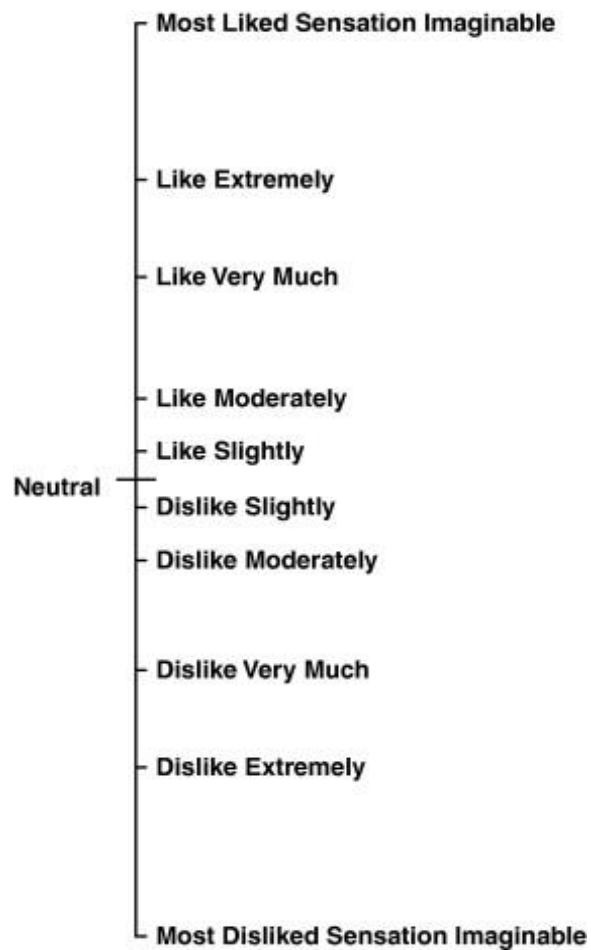 Most Liked Sensation Imaginable
Like Extremely
Like Very Much
Like Moderately
Like Slightly
Neutral
Dislike Slightly
Dislike Moderately
Dislike Very Much
Dislike Extremely
Most Disliked Sensation Imaginable